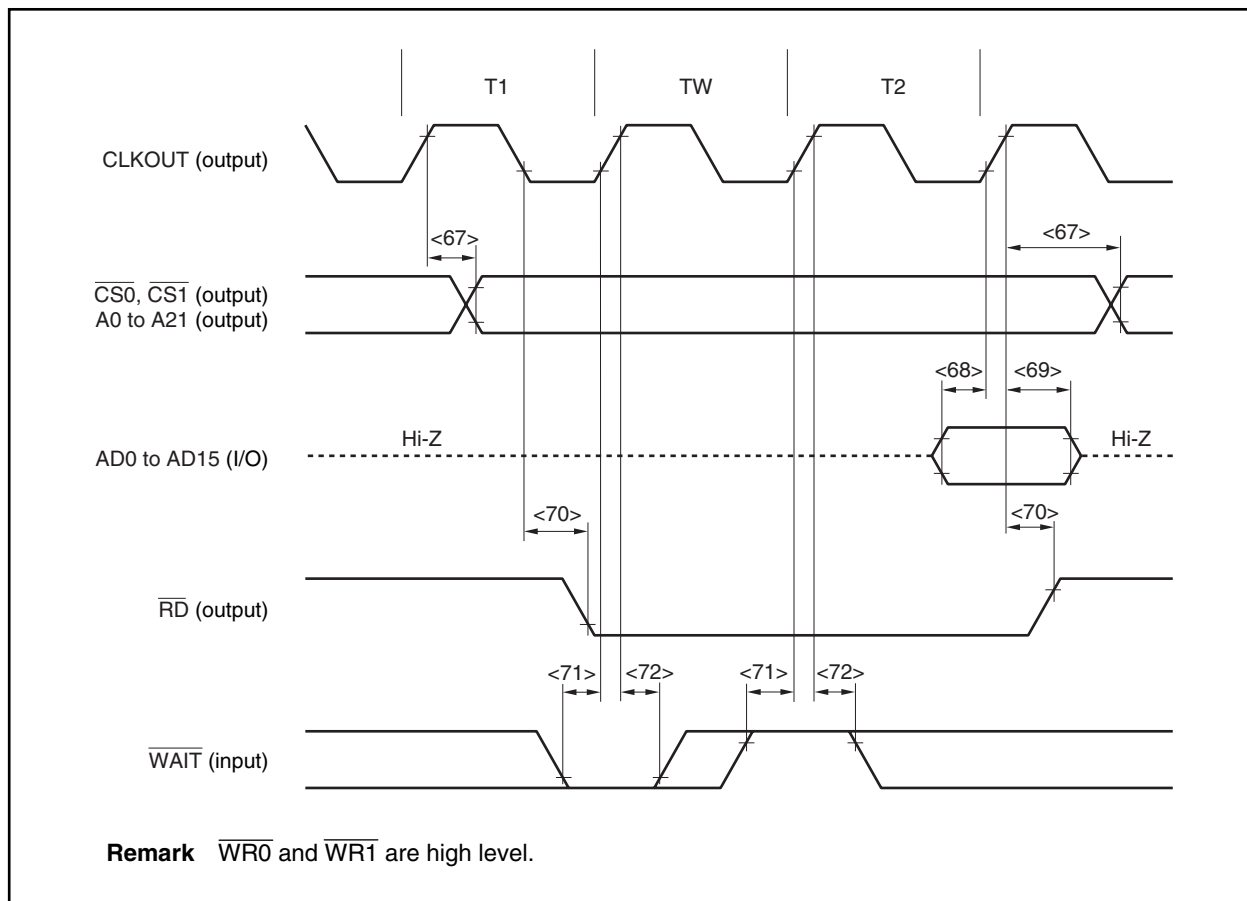 T1 TW T2
CLKOUT (output)
<67> <67>
CS0, CS1 (output)
A0 to A21 (output)
<68> <69>
Hi-Z Hi-Z
AD0 to AD15 (I/O)
<70> <70>
RD (output)
<71> <72> <71> <72>
WAIT (input)
Remark WR0 and WR1 are high level.